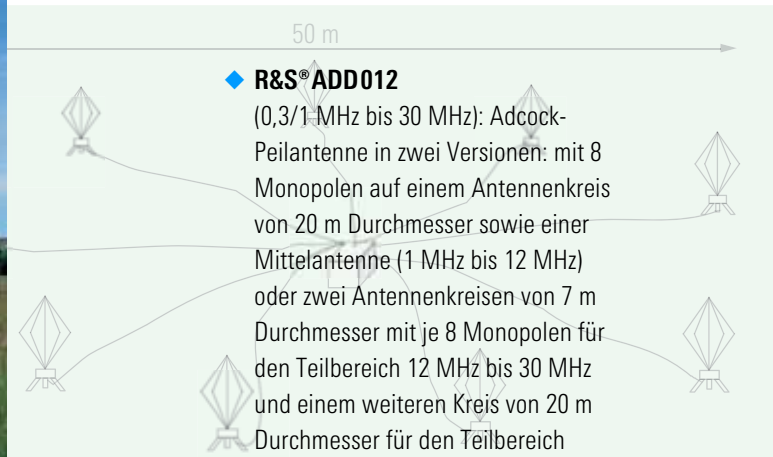 50 m
R&S® ADD012
(0,3/1 MHz bis 30 MHz): Adcock-
Peilantenne in zwei Versionen: mit 8
Monopolen auf einem Antennenkreis
von 20 m Durchmesser sowie einer
Mittelantenne (1 MHz bis 12 MHz)
oder zwei Antennenkreisen von 7 m
Durchmesser mit je 8 Monopolen für
den Teilbereich 12 MHz bis 30 MHz
und einem weiteren Kreis von 20 m
Durchmesser für den Teilbereich